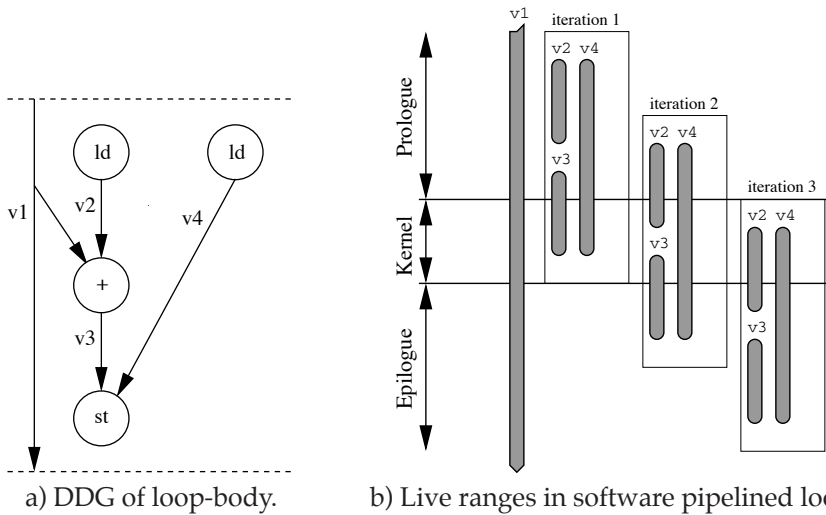 v1
ld
ld
v2
v4
+
v3
st
a) DDG of loop-body.
v1
iteration 1
v2 v4
v3
iteration 2
v2 v4
v3
iteration 3
v2 v4
v3
Prologue
Kernel
Epilogue
b) Live ranges in software pipelined